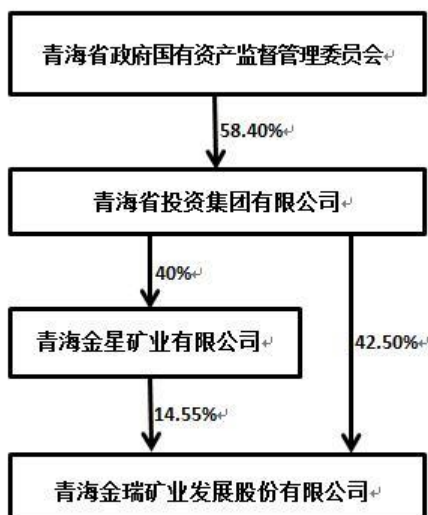 青海省政府国有资产监督管理委员会
58.40%
青海省投资集团有限公司
40%
青海金星矿业有限公司
42.50%
14.55%
青海金瑞矿业发展股份有限公司